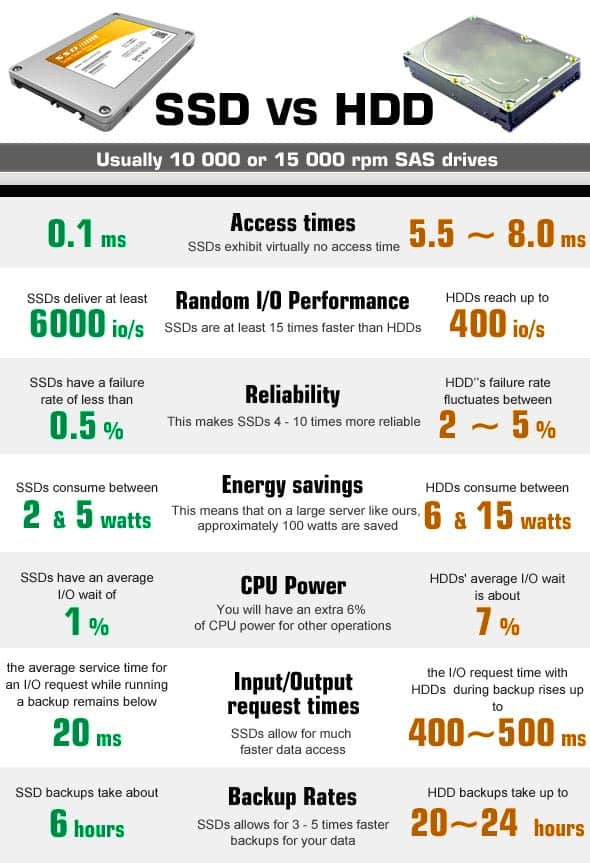 SSD
SSD vs HDD
Usually 10 000 or 15 000 rpm SAS drives
0.1 ms
Access times
SSDs exhibit virtually no access time
5.5 ~ 8.0 ms
SSDs deliver at least
6000 io/s
Random I/O Performance
SSDs are at least 15 times faster than HDDs
HDDs reach up to
400 io/s
SSDs have a failure
rate of less than
0.5 %
Reliability
This makes SSDs 4 - 10 times more reliable
HDD"s failure rate
fluctuates between
2 ~ 5 %
SSDs consume between
2 & 5 watts
Energy savings
This means that on a large server like ours,
approximately 100 watts are saved
HDDs consume between
6 & 15 watts
SSDs have an average
I/O wait of
1 %
CPU Power
You will have an extra 6%
of CPU power for other operations
HDDs' average I/O wait
is about
7 %
the average service time for
an I/O request while running
a backup remains below
20 ms
Input/Output
request times
SSDs allow for much
faster data access
the I/O request time with
HDDs during backup rises up
to
400~500 ms
SSD backups take about
6 hours
Backup Rates
SSDs allows for 3 - 5 times faster
backups for your data
HDD backups take up to
20~24 hours